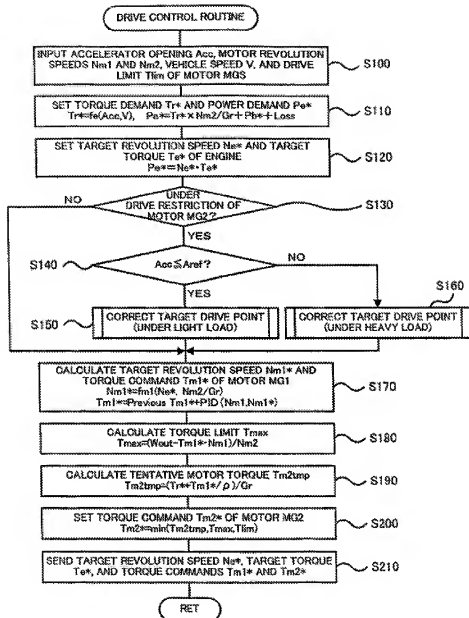 DRIVE CONTROL ROUTINE
INPUT ACCELERATOR OPENING Acc, MOTOR REVOLUTION
SPEEDS Nm1 AND Nm2, VEHICLE SPEED V, AND DRIVE
LIMIT Tlim OF MOTOR MGS
S100
SET TORQUE DEMAND Tr* AND POWER DEMAND Pe*
Tr*=fe(Acc,V), Pe*=Tr*×Nm2/Gr+Pb*+Loss
S110
SET TARGET REVOLUTION SPEED Ne* AND TARGET
TORQUE Te* OF ENGINE
Pe*=Ne*·Te*
S120
UNDER
DRIVE RESTRICTION OF
MOTOR MG2?
S130
NO
YES
S140
Acc≦Aref?
NO
YES
S160
S150
CORRECT TARGET DRIVE POINT
(UNDER LIGHT LOAD)
CORRECT TARGET DRIVE POINT
(UNDER HEAVY LOAD)
CALCULATE TARGET REVOLUTION SPEED Nm1* AND
TORQUE COMMAND Tm1* OF MOTOR MG1
Nm1*=fm1(Ne*, Nm2/Gr)
Tm1*=Previous Tm1*+PID(Nm1,Nm1*)
S170
CALCULATE TORQUE LIMIT Tmax
Tmax=(Wout-Tm1*·Nm1)/Nm2
S180
CALCULATE TENTATIVE MOTOR TORQUE Tm2tmp
Tm2tmp=(Tr*+Tm1*/ρ)/Gr
S190
SET TORQUE COMMAND Tm2* OF MOTOR MG2
Tm2*=min(Tm2tmp,Tmax,Tlim)
S200
SEND TARGET REVOLUTION SPEED Ne*, TARGET TORQUE
Te*, AND TORQUE COMMANDS Tm1* AND Tm2*
S210
RET